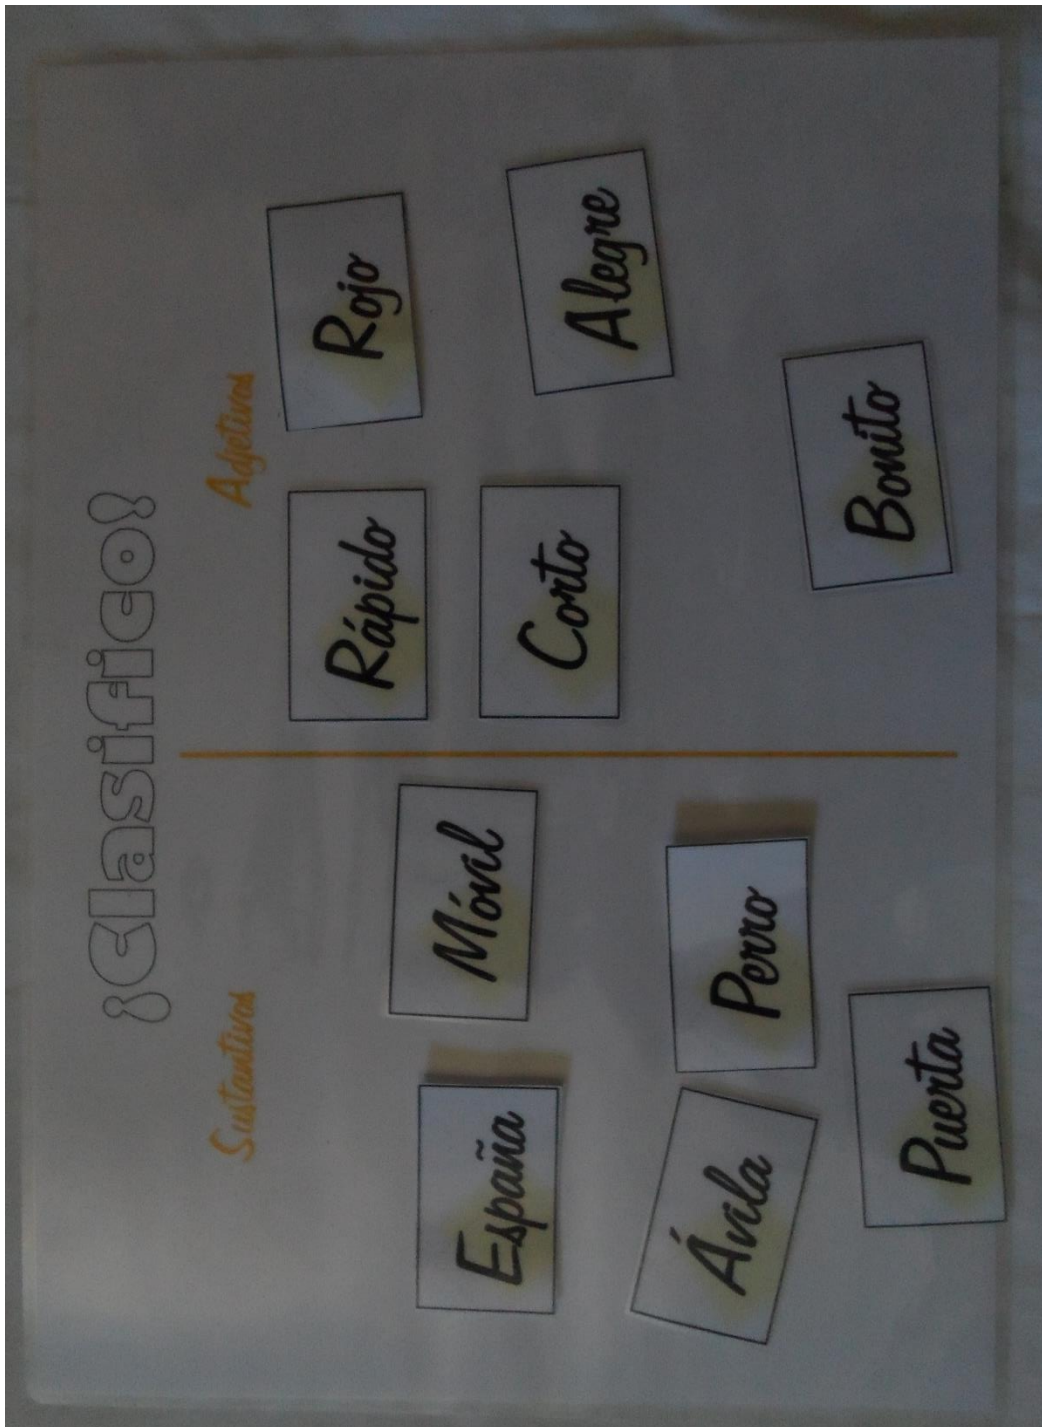 ¡Clasifico!
Sustantivos
Adjetivos
España
Móvil
Ávila
Perro
Puerta
Rápido
Rojo
Corto
Alegre
Bonito